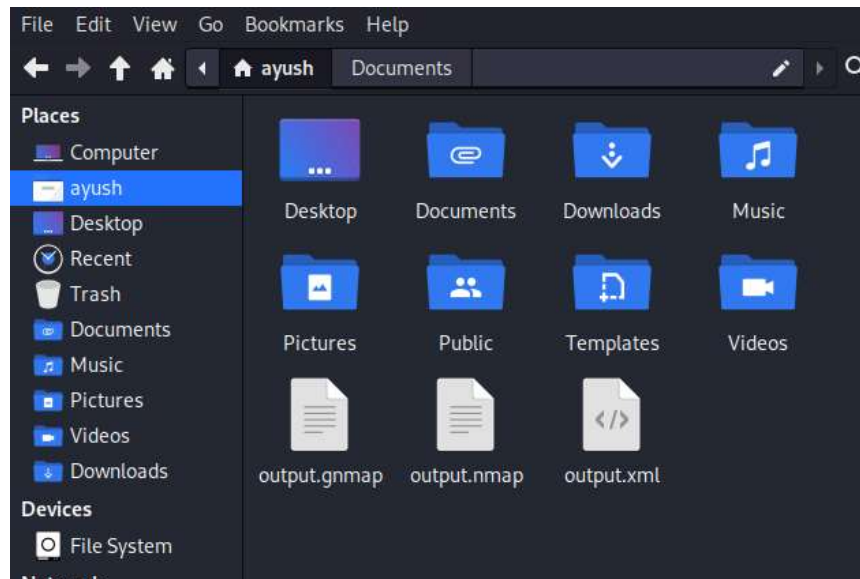 File Edit View Go Bookmarks Help
ayush Documents
Places
Computer
ayush
Desktop
Recent
Trash
Documents
Music
Pictures
Videos
Downloads
Devices
File System
Desktop Documents Downloads Music
Pictures Public Templates Videos
output.gnmap output.nmap output.xml